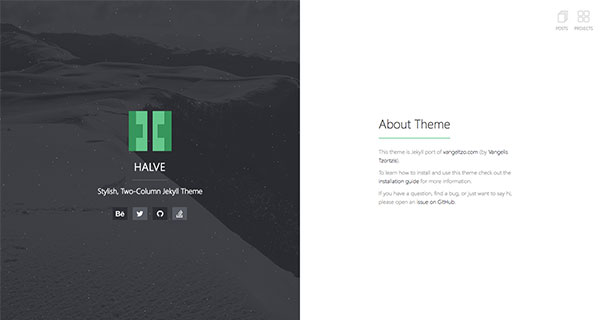 HALVE
Stylish, Two-Column Jekyll Theme
Bē
POSTS PROJECTS
About Theme
This theme is Jekyll port of vangeltzo.com (by Vangelis
Tzortzis).
To learn how to install and use this theme check out the
installation guide for more information.
If you have a question, find a bug, or just want to say hi,
please open an issue on GitHub.